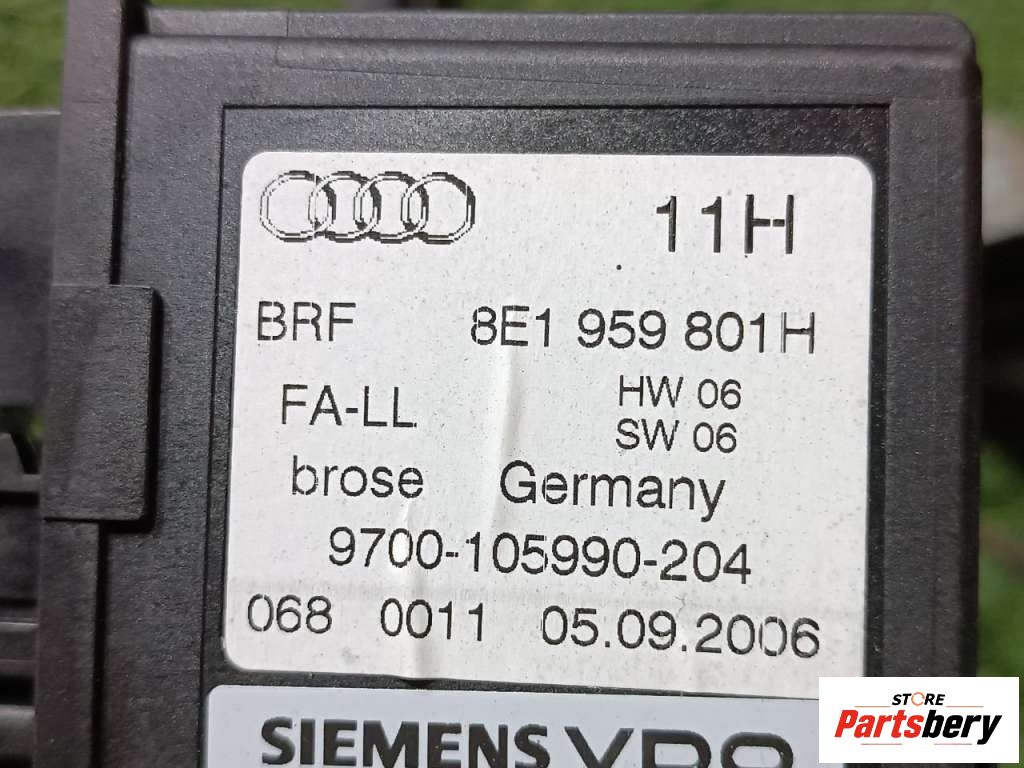 11H
BRF 8E1 959 801H
FA-LL HW 06
SW 06
brose Germany
9700-105990-204
068 0011 05.09.2006
SIEMENS VDO
STORE
Partsbery